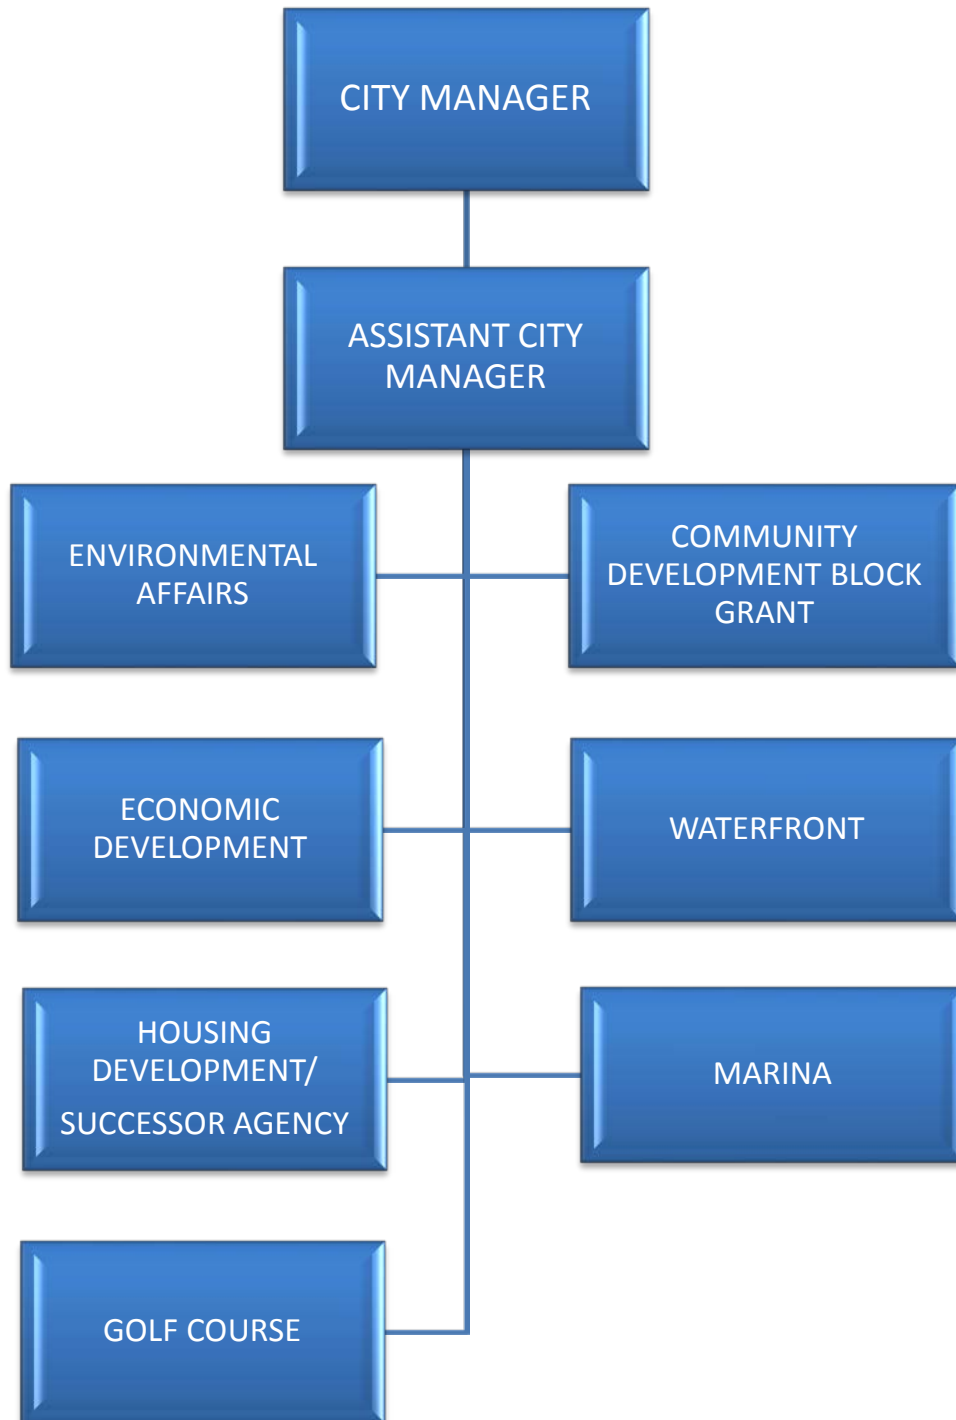 CITY MANAGER
ASSISTANT CITY
MANAGER
ENVIRONMENTAL
AFFAIRS
COMMUNITY
DEVELOPMENT BLOCK
GRANT
ECONOMIC
DEVELOPMENT
WATERFRONT
HOUSING
DEVELOPMENT/
SUCCESSOR AGENCY
MARINA
GOLF COURSE